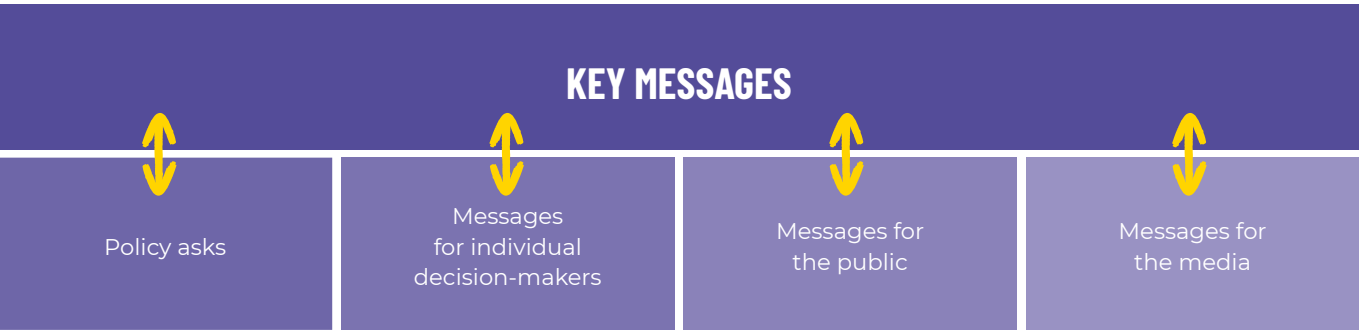 KEY MESSAGES
Policy asks
Messages
for individual
decision-makers
Messages for
the public
Messages for
the media